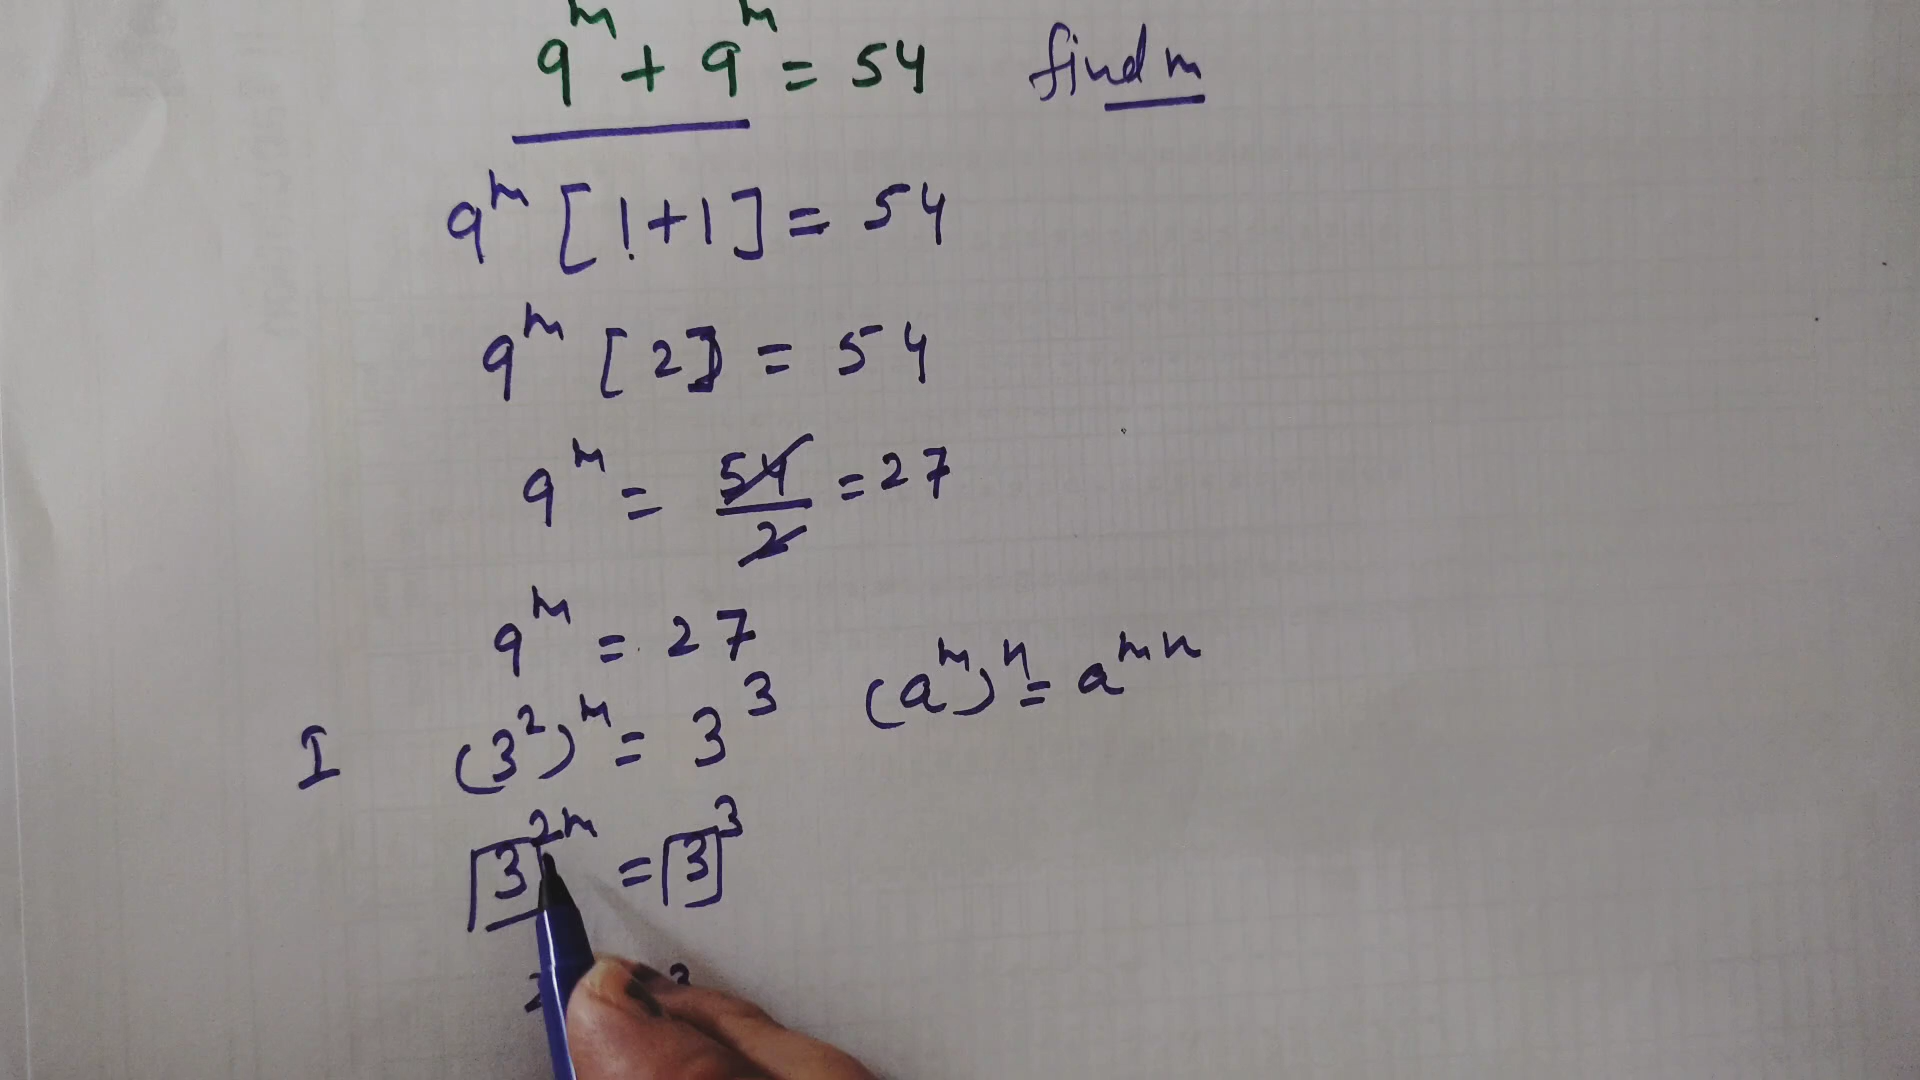 9^m + 9^m = 54 find m
9^m [1+1] = 54
9^m [2] = 54
9^m = 54/2 = 27
9^m = 27
I (3^2)^m = 3^3 (a^m)^n = a^mn
[3]^2m = [3]^3